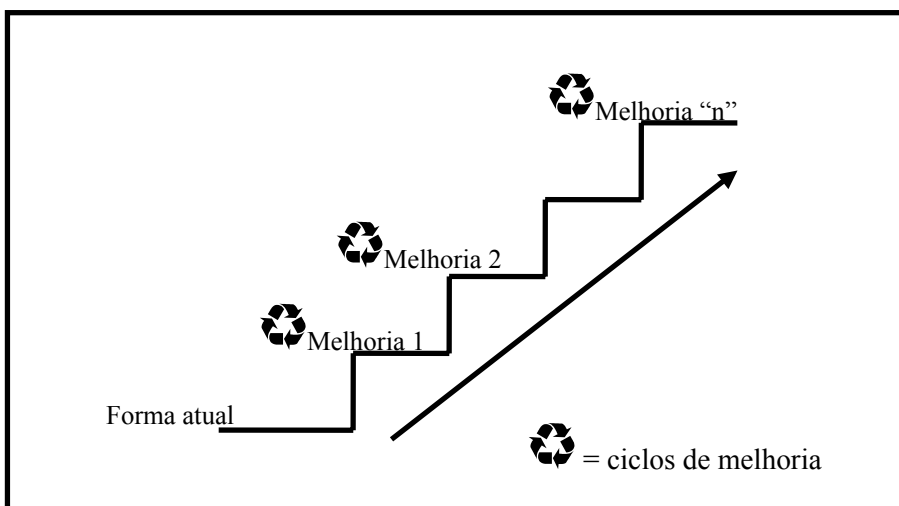 Melhoria “n”
Melhoria 2
Melhoria 1
Forma atual
= ciclos de melhoria